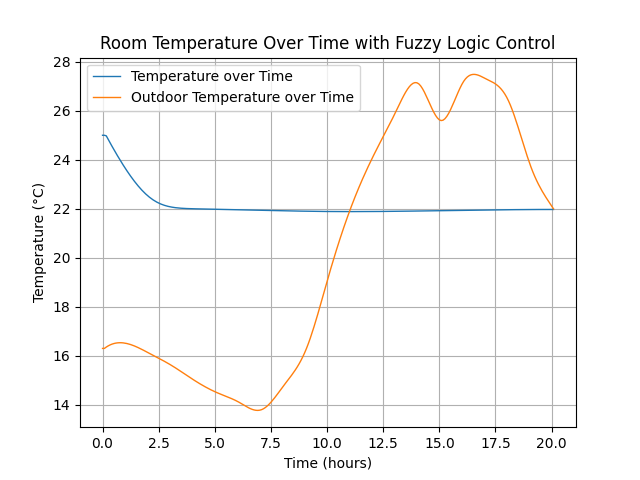 Room Temperature Over Time with Fuzzy Logic Control
Temperature over Time
Outdoor Temperature over Time
Temperature (°C)
28
26
24
22
20
18
16
14
0.0 2.5 5.0 7.5 10.0 12.5 15.0 17.5 20.0
Time (hours)